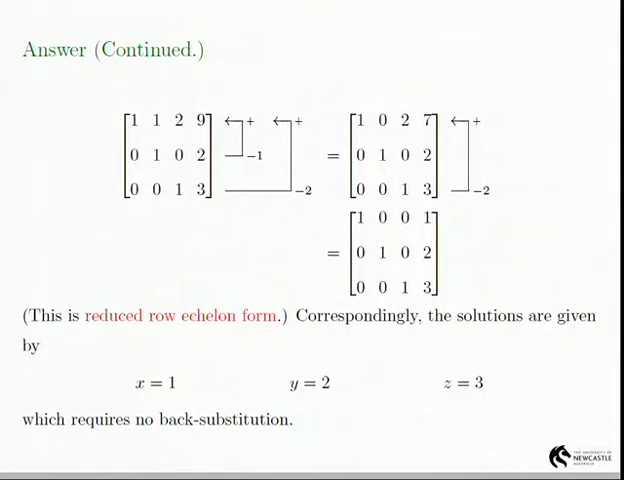 Answer (Continued.)
[1 1 2 9] ← + ← + [1 0 2 7] ← +
[0 1 0 2] −1 = [0 1 0 2]
[0 0 1 3] −2 [0 0 1 3] −2
[1 0 0 1]
= [0 1 0 2]
[0 0 1 3]
(This is reduced row echelon form.) Correspondingly, the solutions are given
by
x = 1 y = 2 z = 3
which requires no back-substitution.
THE UNIVERSITY OF
NEWCASTLE
AUSTRALIA